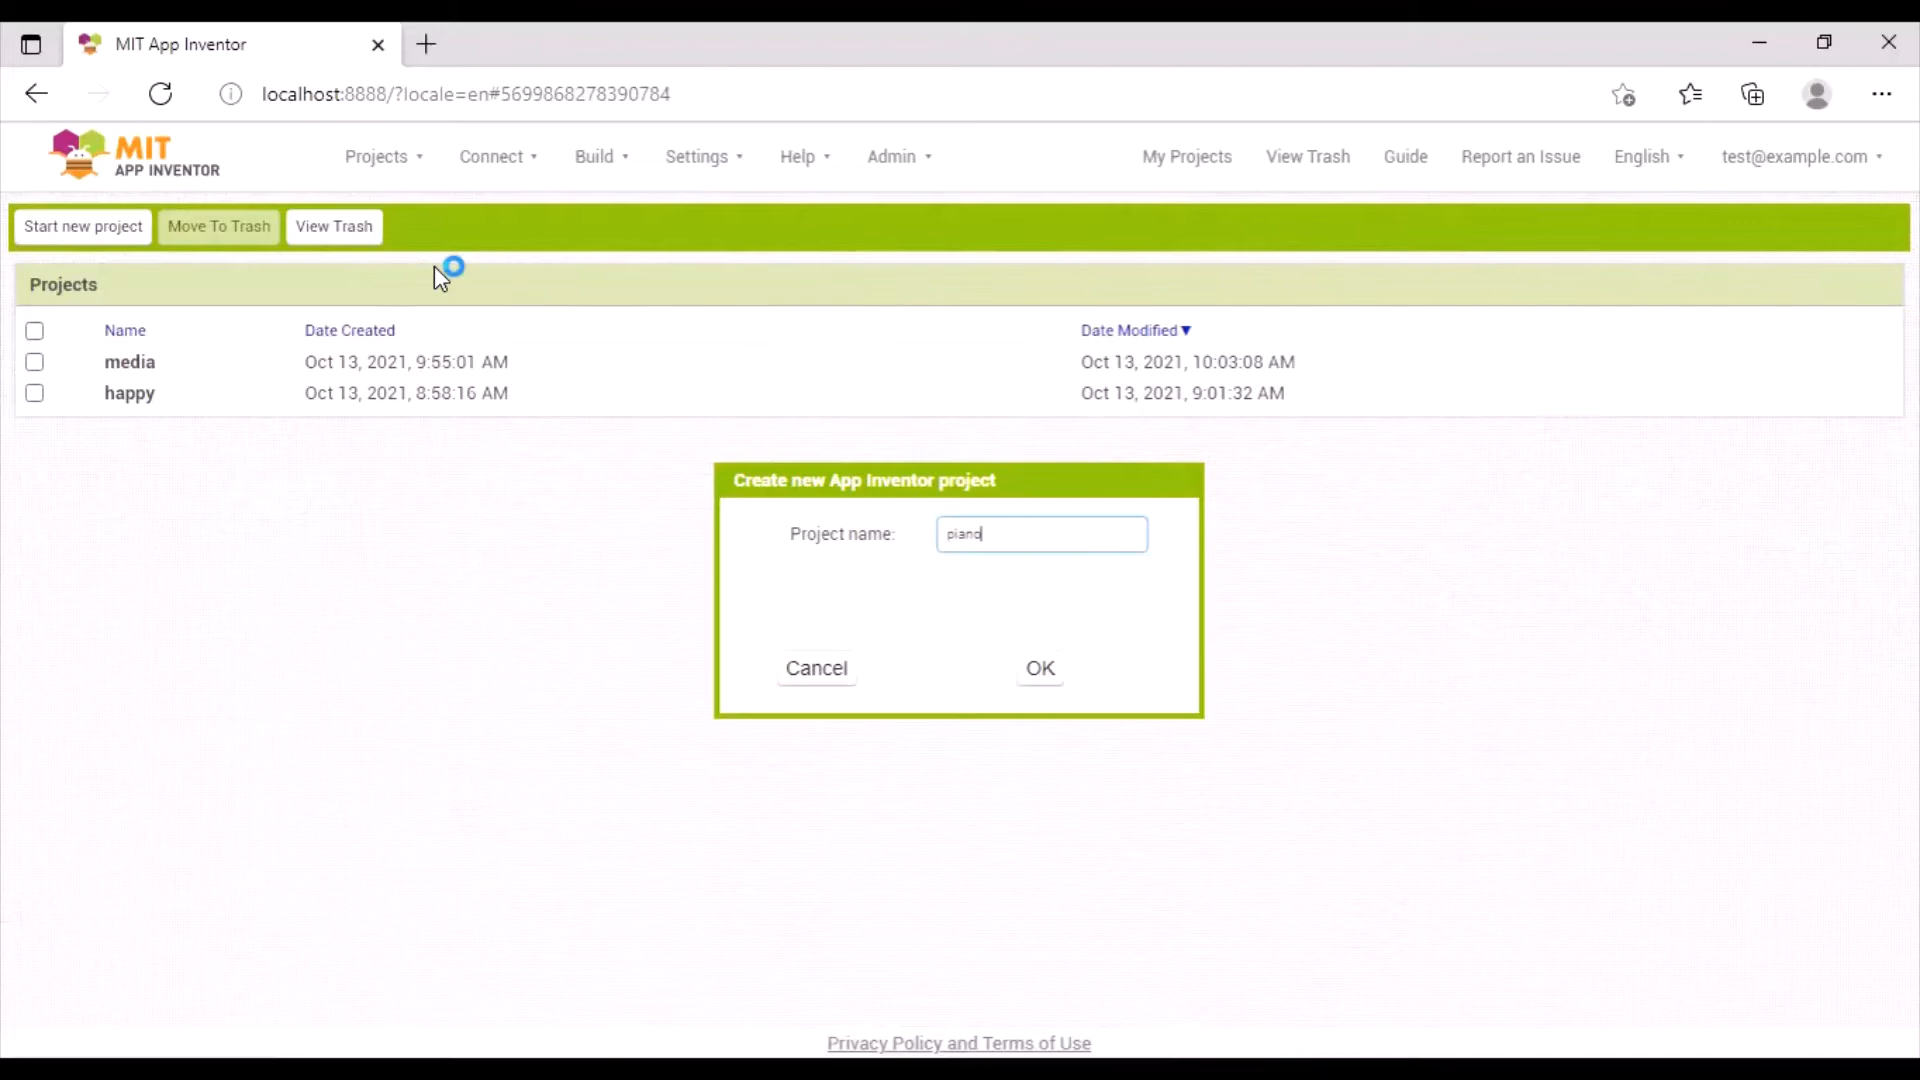 MIT App Inventor
localhost:8888/?locale=en#5699868278390784
MIT
APP INVENTOR
Projects Connect Build Settings Help Admin My Projects View Trash Guide Report an Issue English test@example.com
Start new project Move To Trash View Trash
Projects
Name Date Created Date Modified
media Oct 13, 2021, 9:55:01 AM Oct 13, 2021, 10:03:08 AM
happy Oct 13, 2021, 8:58:16 AM Oct 13, 2021, 9:01:32 AM
Create new App Inventor project
Project name: piano
Cancel OK
Privacy Policy and Terms of Use